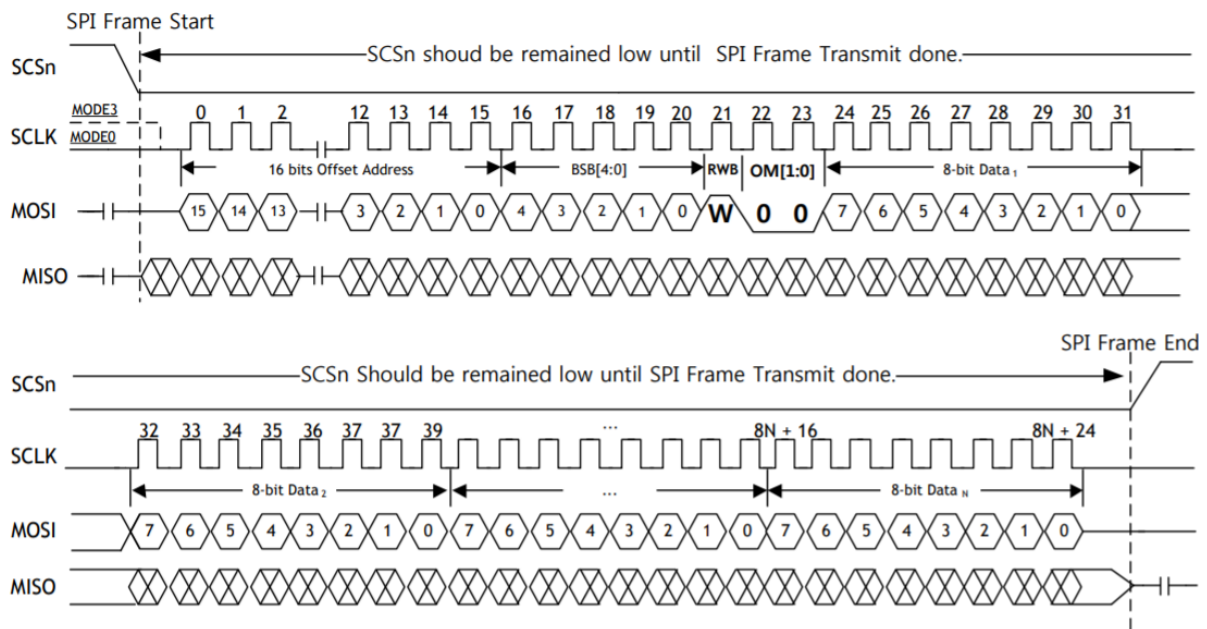 SPI Frame Start
SCSn
SCSn shoud be remained low until SPI Frame Transmit done.
MODE3
SCLK MODE0
0 1 2 12 13 14 15 16 17 18 19 20 21 22 23 24 25 26 27 28 29 30 31
16 bits Offset Address BSB[4:0] RWB OM[1:0] 8-bit Data 1
MOSI 15 14 13 3 2 1 0 4 3 2 1 0 W 0 0 7 6 5 4 3 2 1 0
MISO
SPI Frame End
SCSn
SCSn Should be remained low until SPI Frame Transmit done.
32 33 34 35 36 37 37 39 ... 8N + 16 8N + 24
SCLK
8-bit Data 2 ... 8-bit Data N
MOSI 7 6 5 4 3 2 1 0 7 6 5 4 3 2 1 0 7 6 5 4 3 2 1 0
MISO